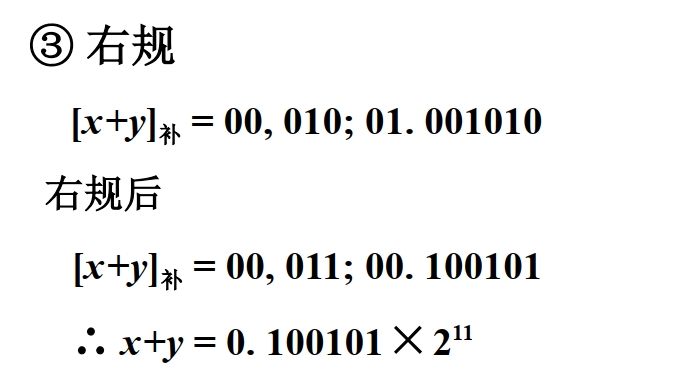 ③ 右规
[x+y]补 = 00, 010; 01. 001010
右规后
[x+y]补 = 00, 011; 00. 100101
∴ x+y = 0. 100101 × 2¹¹